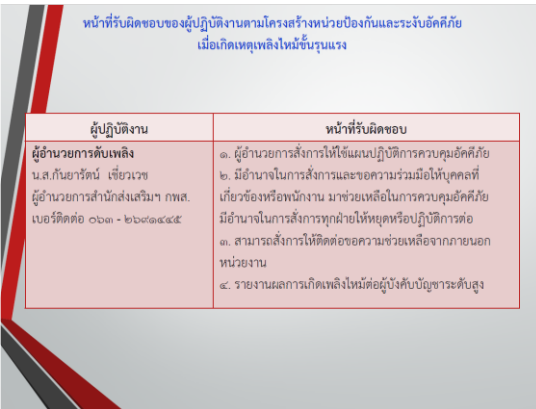 หน้าที่รับผิดชอบของผู้ปฏิบัติงานตามโครงสร้างหน่วยป้องกันและระงับอัคคีภัย
เมื่อเกิดเหตุเพลิงไหม้ขั้นรุนแรง
ผู้ปฏิบัติงาน
หน้าที่รับผิดชอบ
ผู้อำนวยการดับเพลิง
น.ส.กันยารัตน์ เชี่ยวเวช
ผู้อำนวยการสำนักส่งเสริมฯ กพส.
เบอร์ติดต่อ ๐๖๓ - ๒๖๙๑๔๔๕
๑. ผู้อำนวยการสั่งการให้ใช้แผนปฏิบัติการควบคุมอัคคีภัย
๒. มีอำนาจในการสั่งการและขอความร่วมมือให้บุคคลที่
เกี่ยวข้องหรือพนักงาน มาช่วยเหลือในการควบคุมอัคคีภัย
มีอำนาจในการสั่งการทุกฝ่ายให้หยุดหรือปฏิบัติการต่อ
๓. สามารถสั่งการให้ติดต่อขอความช่วยเหลือจากภายนอก
หน่วยงาน
๔. รายงานผลการเกิดเพลิงไหม้ต่อผู้บังคับบัญชาระดับสูง